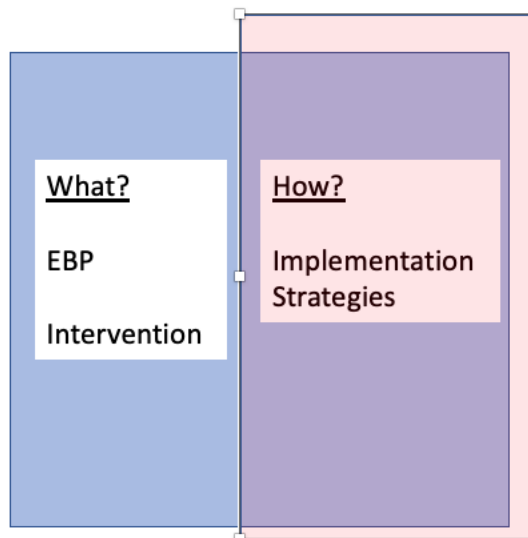 What?
EBP
Intervention
How?
Implementation
Strategies